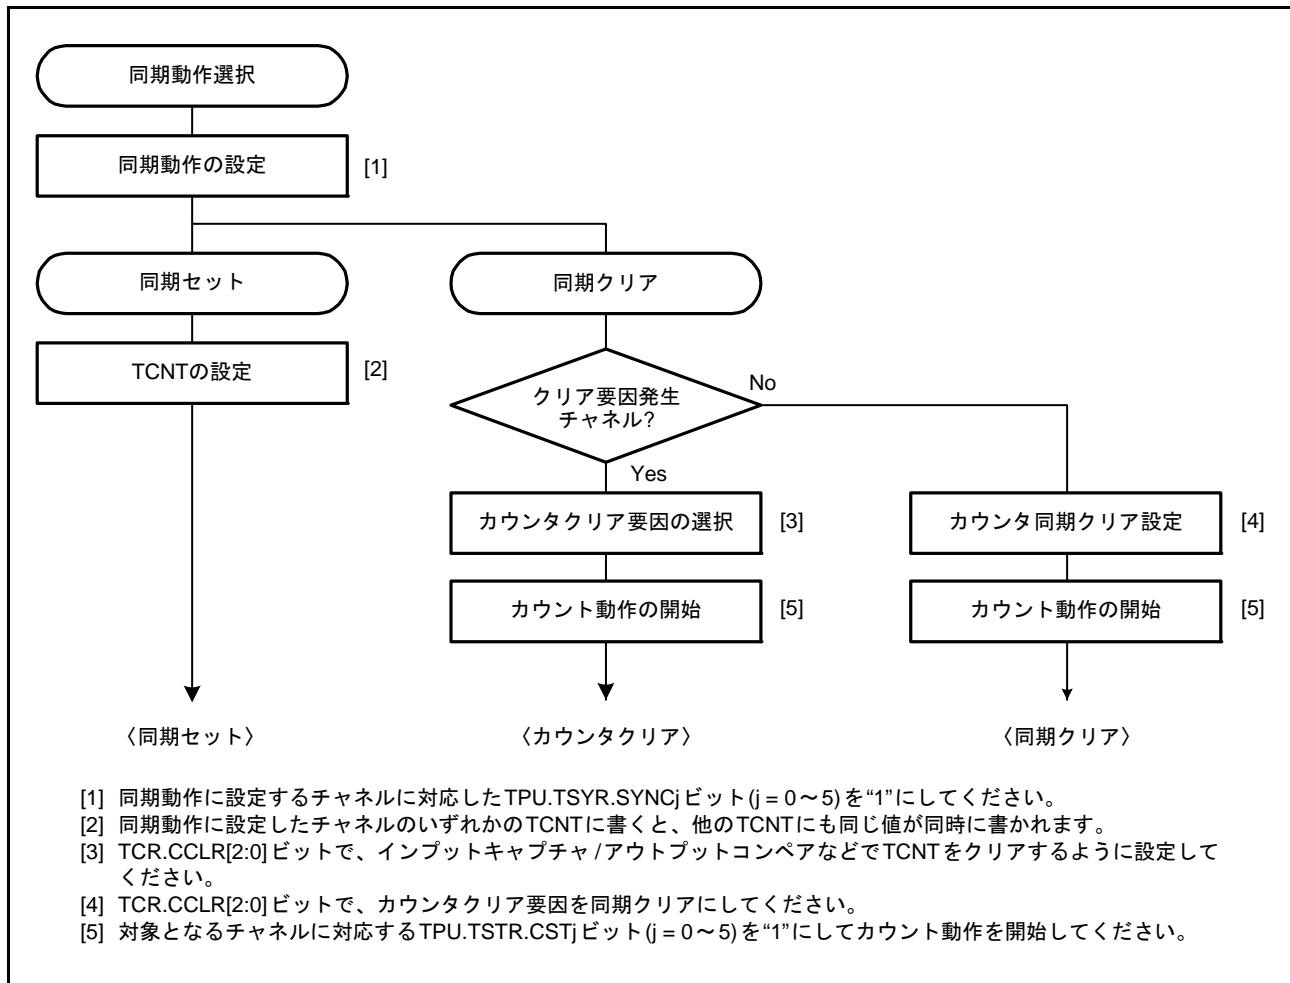 同期動作選択
同期動作の設定 [1]
同期セット
同期クリア
TCNTの設定 [2]
クリア要因発生
チャネル?
No
Yes
カウンタクリア要因の選択 [3]
カウンタ同期クリア設定 [4]
カウント動作の開始 [5]
カウント動作の開始 [5]
〈同期セット〉
〈カウンタクリア〉
〈同期クリア〉
[1] 同期動作に設定するチャネルに対応したTPU.TSYR.SYNCjビット(j = 0～5)を“1”にしてください。
[2] 同期動作に設定したチャネルのいずれかのTCNTに書くと、他のTCNTにも同じ値が同時に書かれます。
[3] TCR.CCLR[2:0]ビットで、インプットキャプチャ/アウトプットコンペアなどでTCNTをクリアするように設定して
ください。
[4] TCR.CCLR[2:0]ビットで、カウンタクリア要因を同期クリアにしてください。
[5] 対象となるチャネルに対応するTPU.TSTR.CSTjビット(j = 0～5)を“1”にしてカウント動作を開始してください。